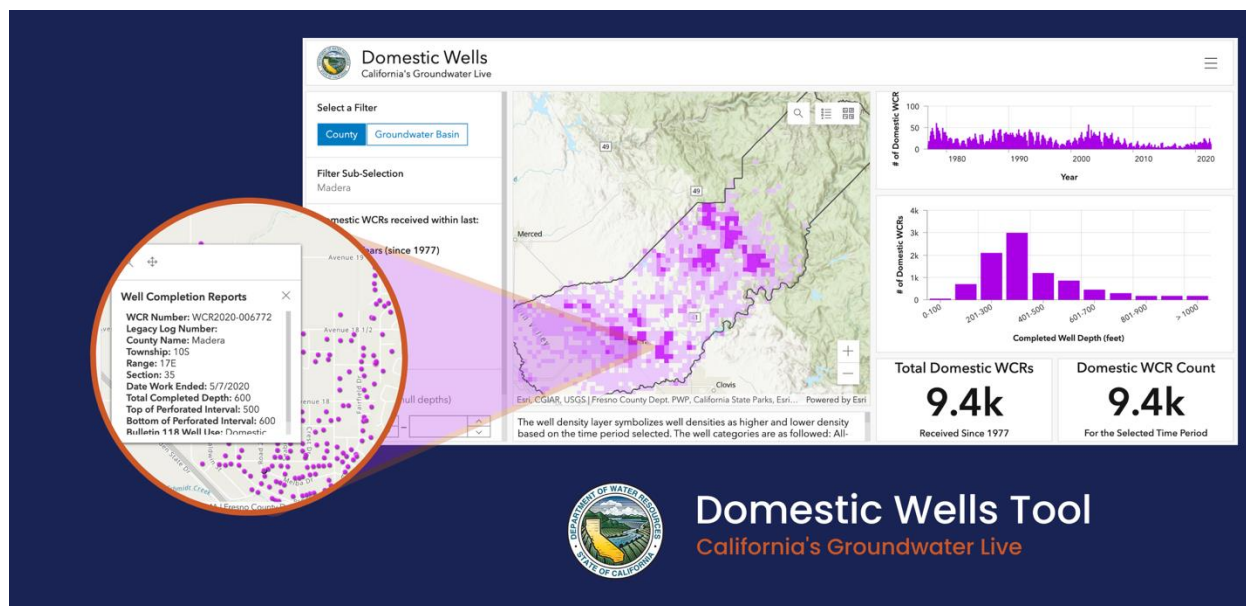 Domestic Wells
California's Groundwater Live
Select a Filter
County
Groundwater Basin
Filter Sub-Selection
Madera
Domestic WCRs received within last:
(since 1977)
49
49
Merced
Clovis
Esri, CGIAR, USGS | Fresno County Dept. PWP, California State Parks, Esri...
Powered by Esri
The well density layer symbolizes well densities as higher and lower density
based on the time period selected. The well categories are as followed: All-
# of Domestic WCR
100
50
0
1980
1990
2000
2010
2020
Year
# of Domestic WCRs
4k
3k
2k
1k
0
0-100
201-300
401-500
601-700
801-900
> 1000
Completed Well Depth (feet)
Total Domestic WCRs
9.4k
Received Since 1977
Domestic WCR Count
9.4k
For the Selected Time Period
Avenue 19
Avenue 18 1/2
Avenue 18
Well Completion Reports
WCR Number: WCR2020-006772
Legacy Log Number:
County Name: Madera
Township: 10S
Range: 17E
Section: 35
Date Work Ended: 5/7/2020
Total Completed Depth: 600
Top of Perforated Interval: 500
Bottom of Perforated Interval: 600
Bulletin 118 Well Use: Domestic
Melba Dr
null depths)
DEPARTMENT OF WATER RESOURCES
STATE OF CALIFORNIA
Domestic Wells Tool
California's Groundwater Live